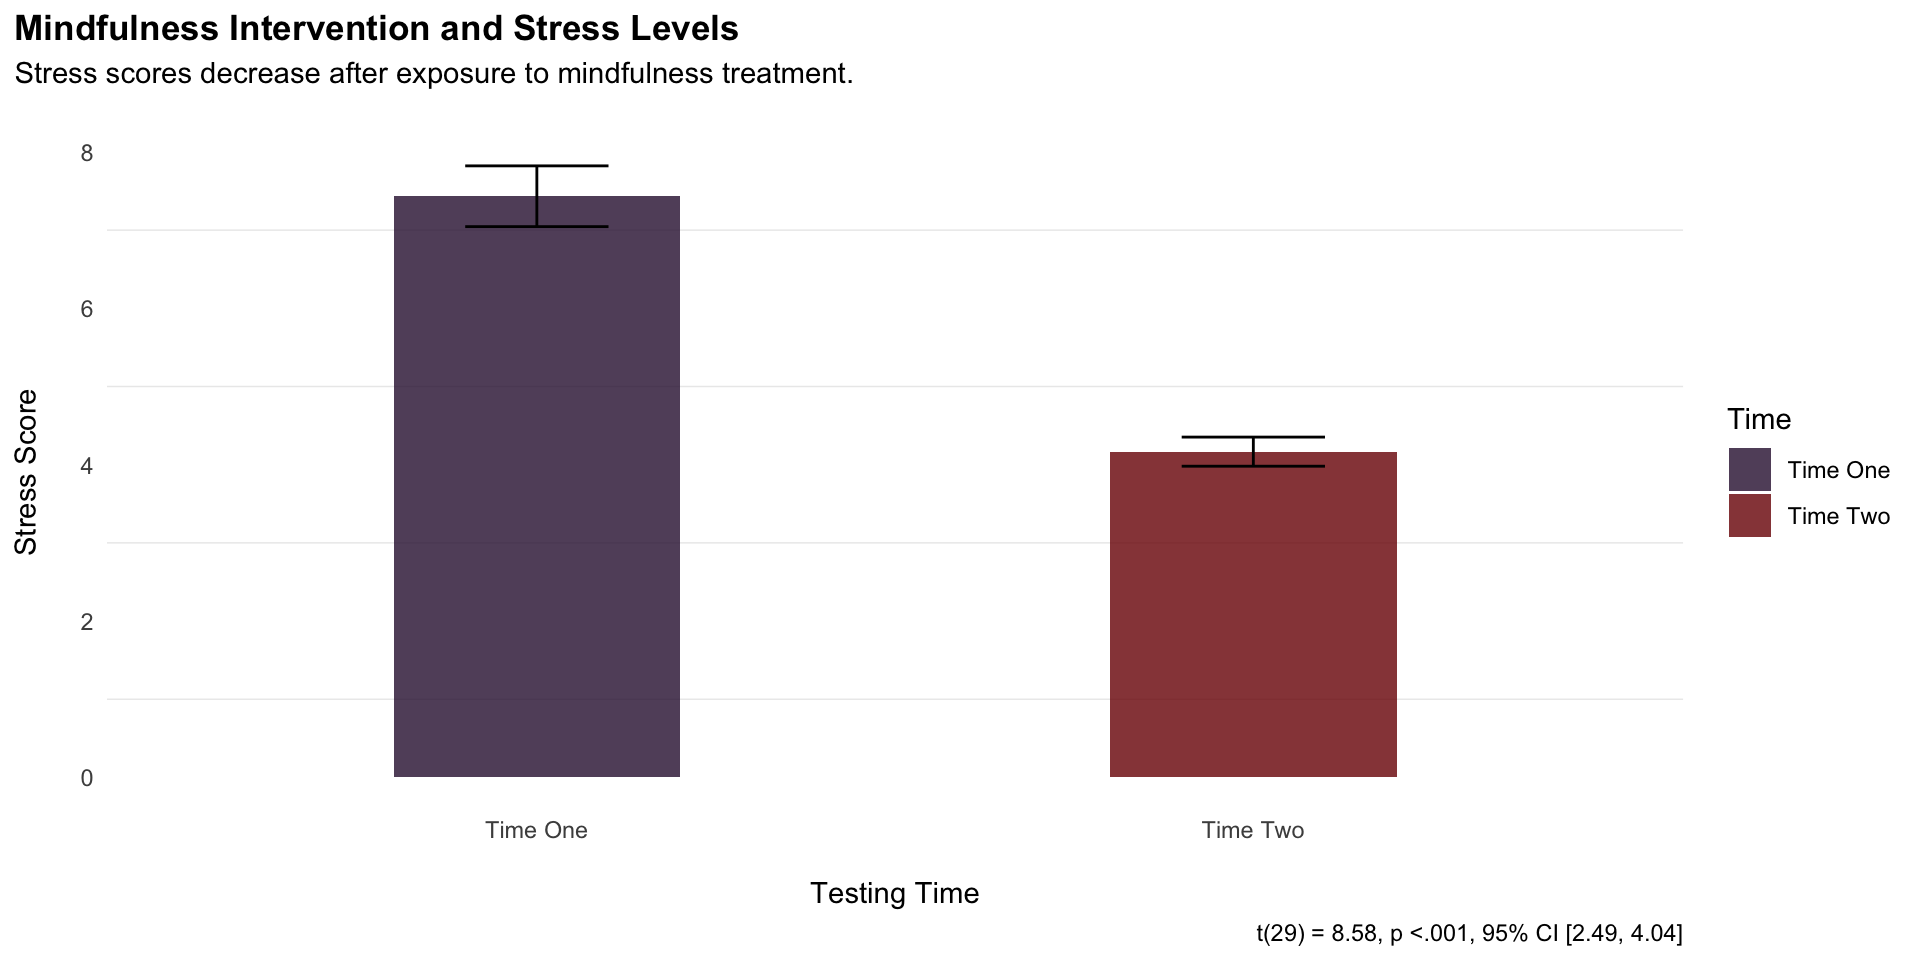 Mindfulness Intervention and Stress Levels
Stress scores decrease after exposure to mindfulness treatment.
Stress Score
8
6
4
2
0
Time One
Time Two
Testing Time
Time
Time One
Time Two
t(29) = 8.58, p <.001, 95% CI [2.49, 4.04]